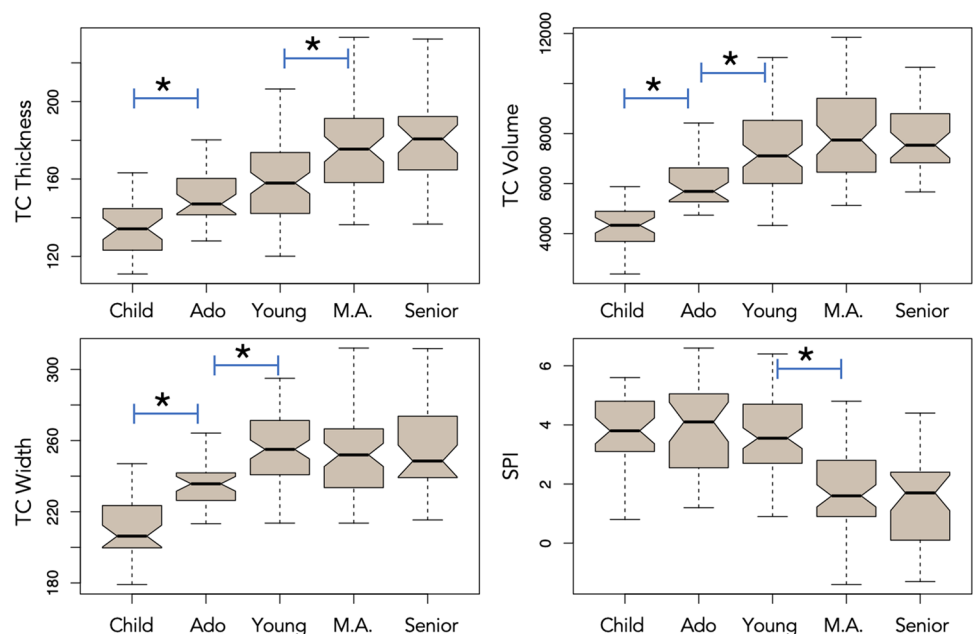 TC Thickness
200
160
120
*
*
Child Ado Young M.A. Senior
TC Volume
12000
8000
6000
4000
*
*
Child Ado Young M.A. Senior
TC Width
300
260
220
180
*
*
Child Ado Young M.A. Senior
SPI
6
4
2
0
*
Child Ado Young M.A. Senior